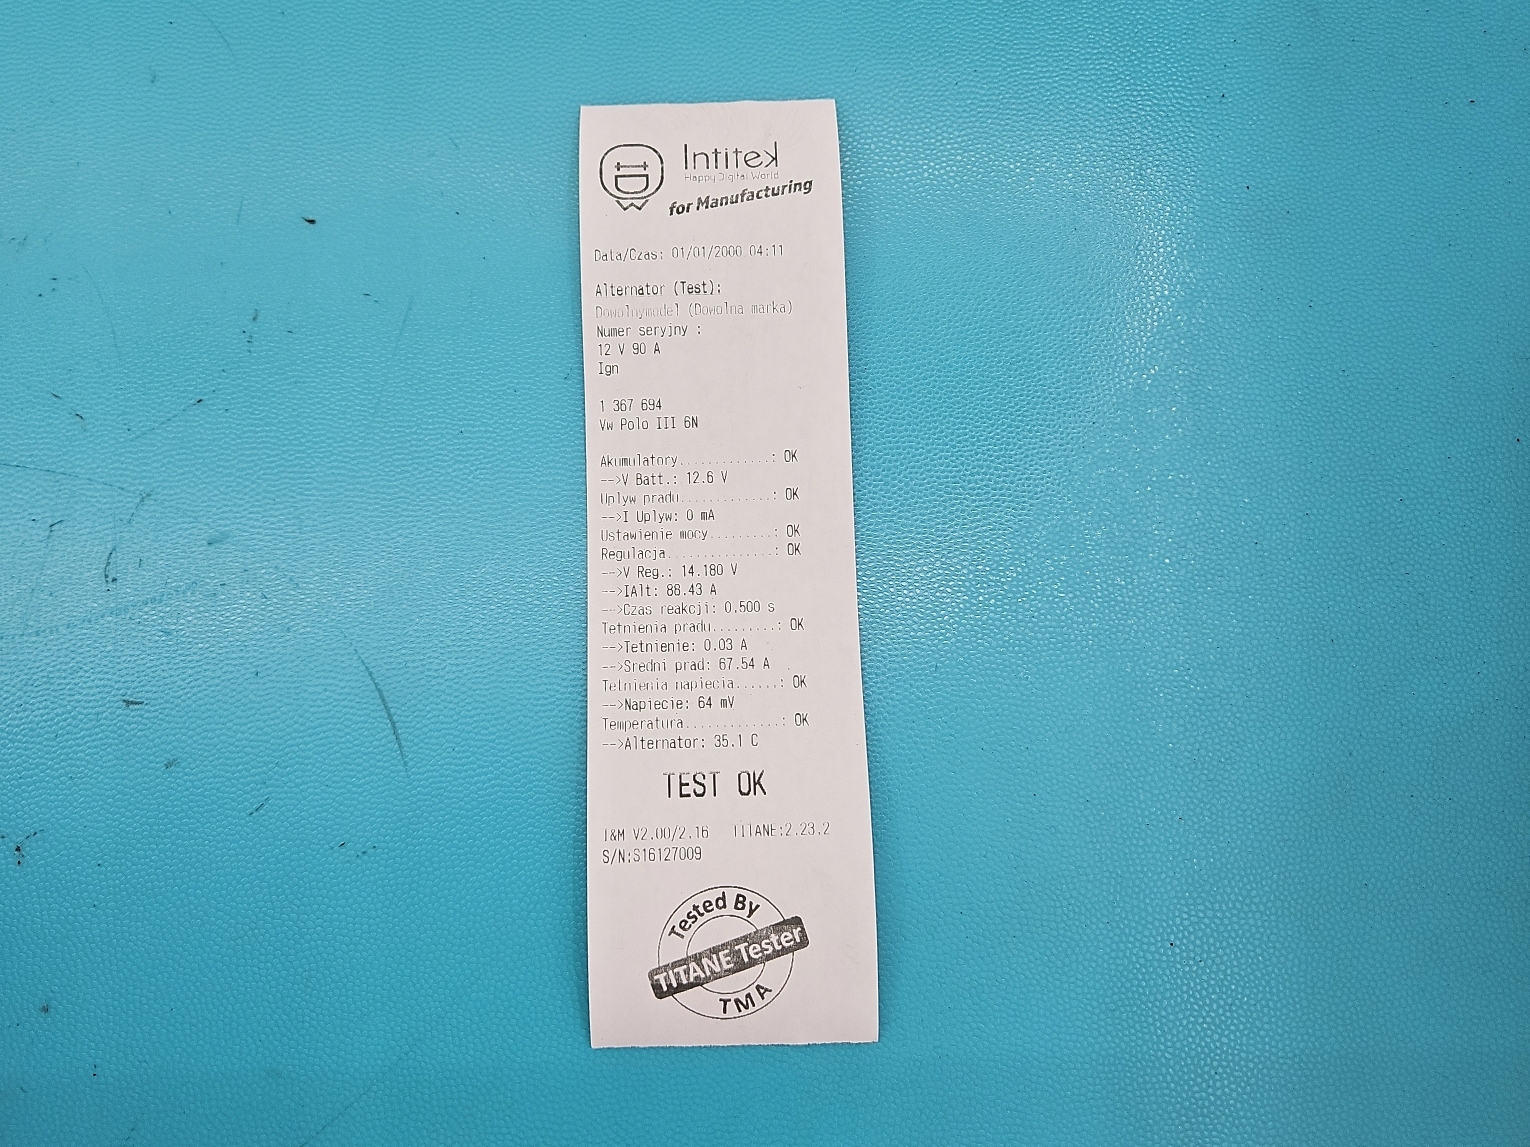 Intitek
Happy Digital World
for Manufacturing
Data/Czas: 01/01/2000 04:11
Alternator (Test):
Dowolnymodel (Dowolna marka)
Numer seryjny :
12 V 90 A
Ign
1 367 694
Vw Polo III 6N
Akumulatory.............: OK
-->V Batt.: 12.6 V
Uplyw pradu.............: OK
-->I Uplyw: 0 mA
Ustawienie mocy.........: OK
Regulacja...............: OK
-->V Reg.: 14.180 V
-->IAlt: 88.43 A
-->Czas reakcji: 0.500 s
Tetnienia pradu.........: OK
-->Tetnienie: 0.03 A
-->Sredni prad: 67.54 A
Tetnienia napiecia......: OK
-->Napiecie: 64 mV
Temperatura.............: OK
-->Alternator: 35.1 C
TEST OK
I&M V2.00/2.16 TITANE:2.23.2
S/N:S16127009
Tested By
TITANE Tester
TMA